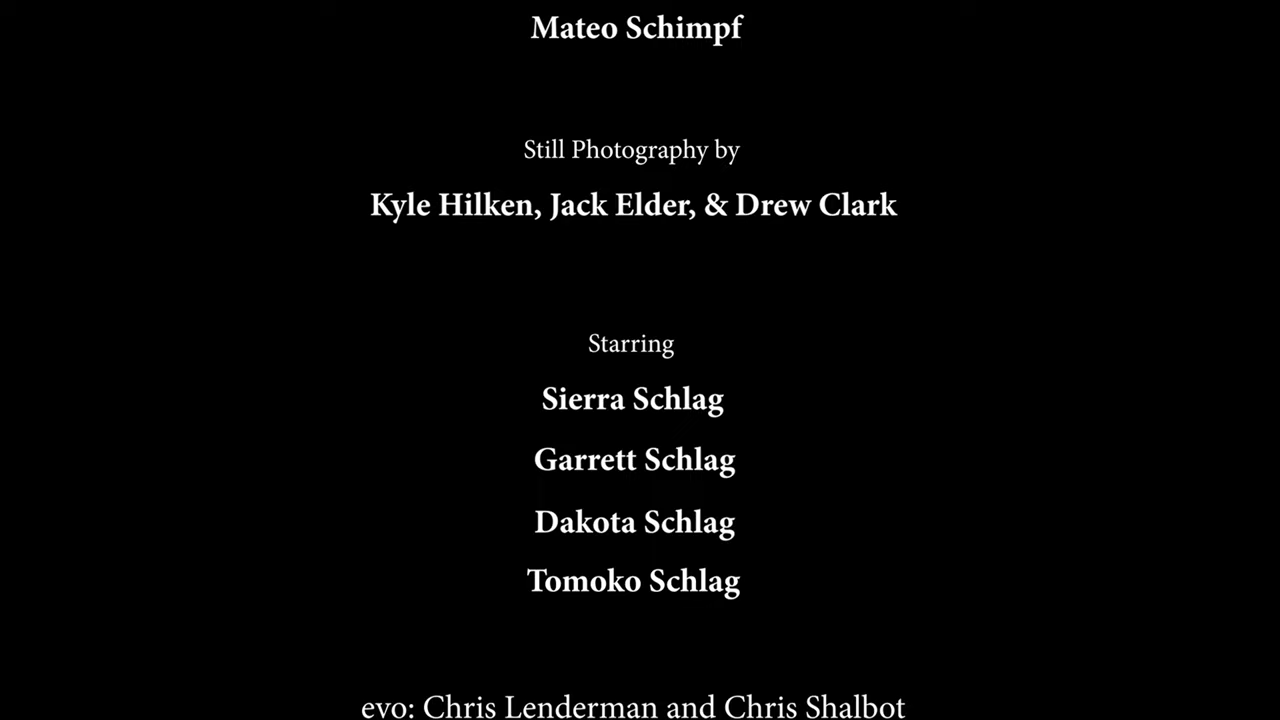 Mateo Schimpf
Still Photography by
Kyle Hilken, Jack Elder, & Drew Clark
Starring
Sierra Schlag
Garrett Schlag
Dakota Schlag
Tomoko Schlag
evo: Chris Lenderman and Chris Shalbot